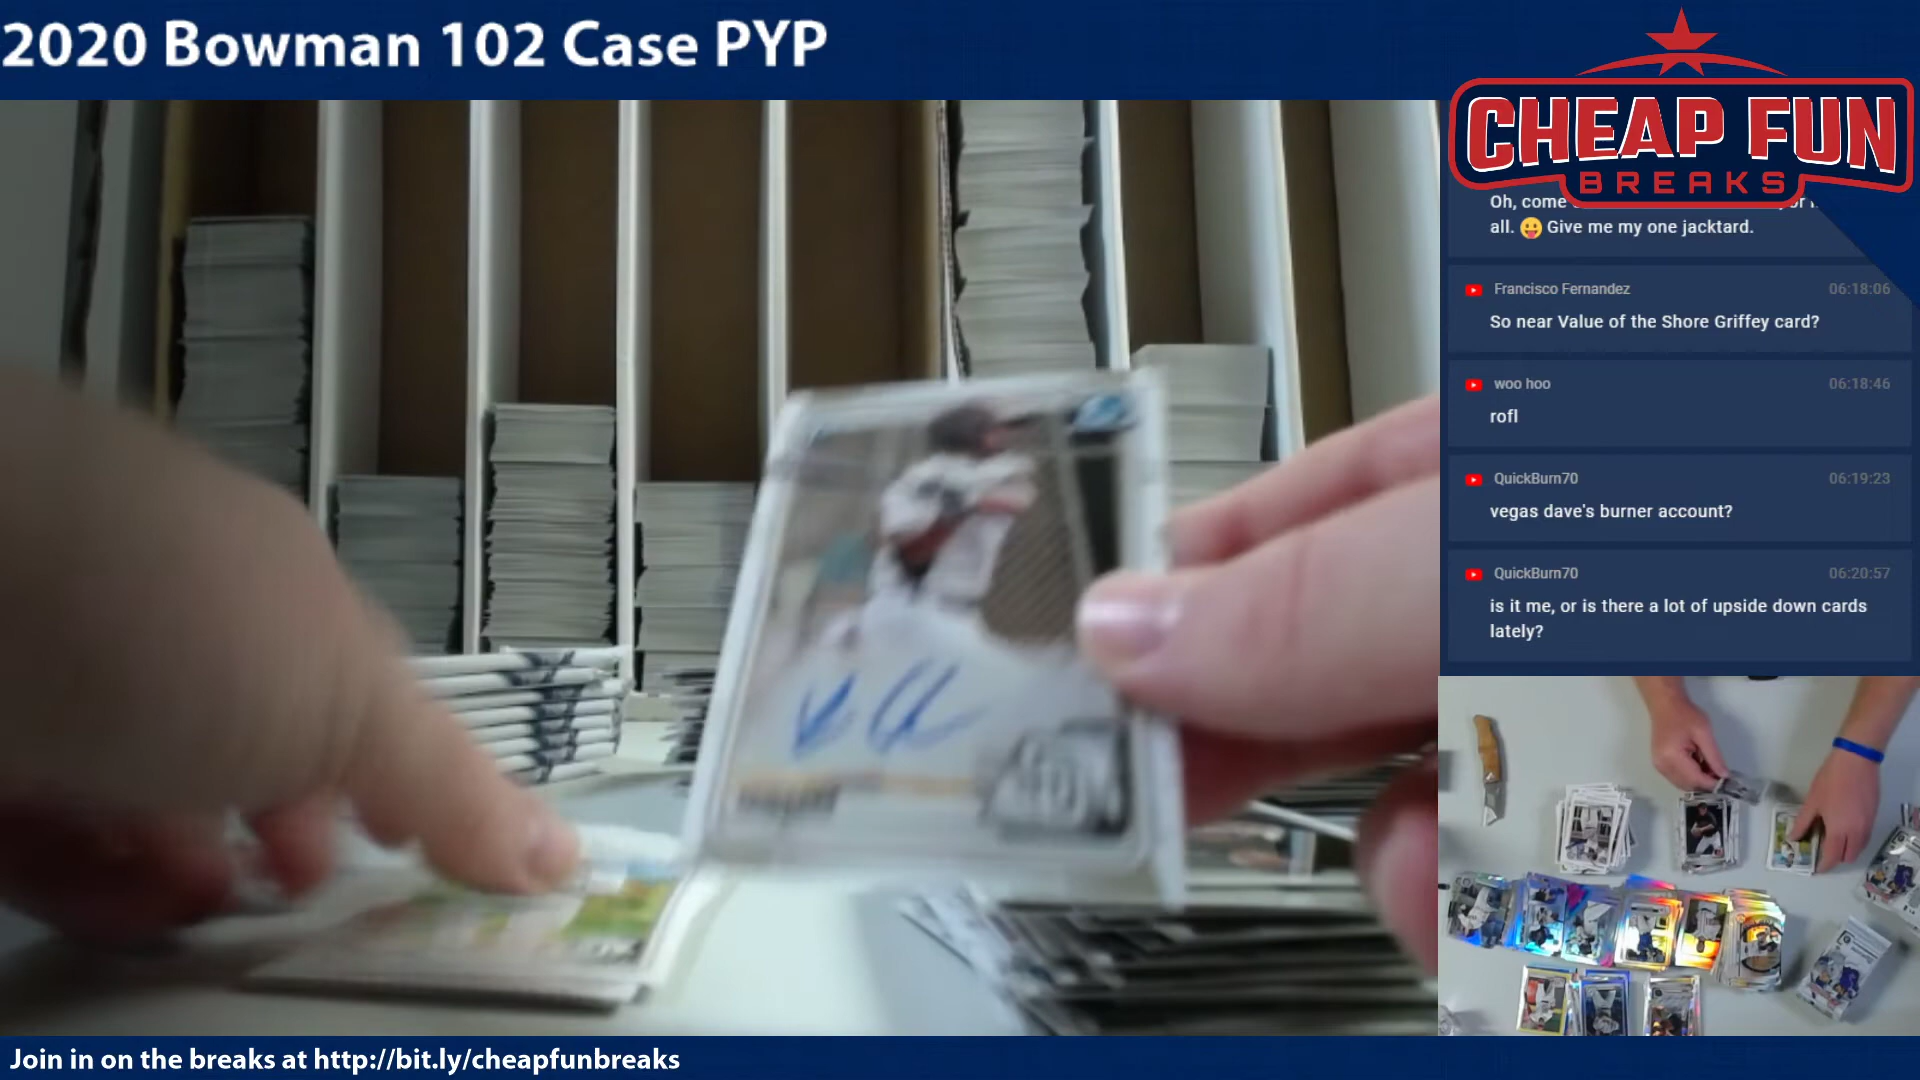 2020 Bowman 102 Case PYP
CHEAP FUN
BREAKS
Oh, come
all. 😛 Give me my one jacktard.
Francisco Fernandez 06:18:06
So near Value of the Shore Griffey card?
woo hoo 06:18:46
rofl
QuickBurn70 06:19:23
vegas dave's burner account?
QuickBurn70 06:20:57
is it me, or is there a lot of upside down cards
lately?
Join in on the breaks at http://bit.ly/cheapfunbreaks